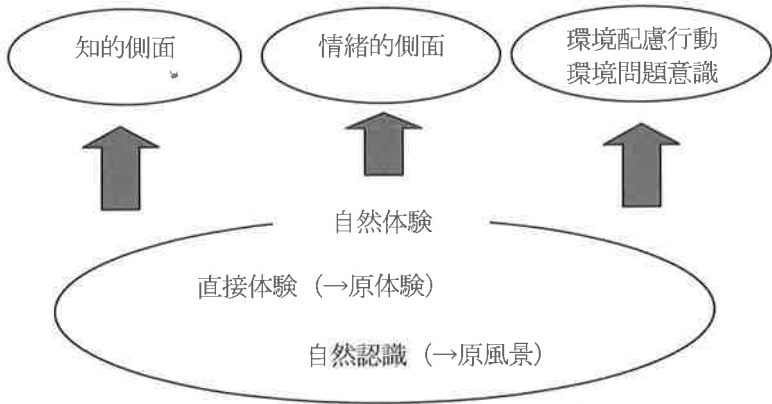 知的側面
情緒的側面
環境配慮行動
環境問題意識
自然体験
直接体験（→原体験）
自然認識（→原風景）